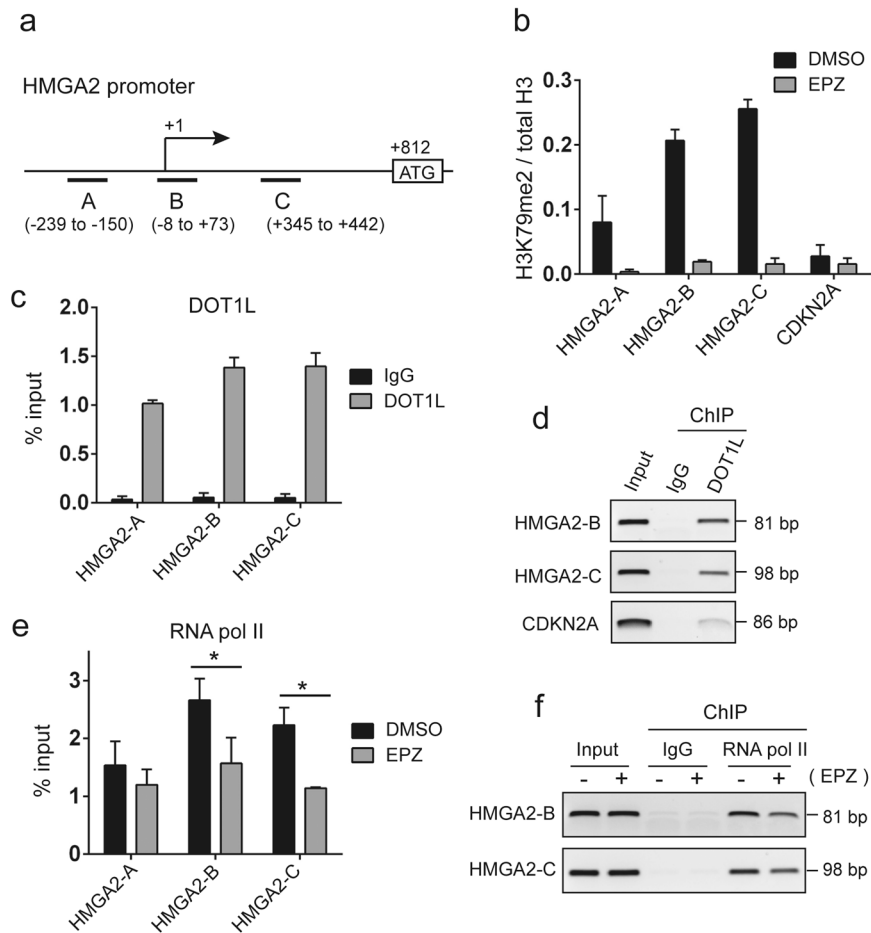 a
HMGA2 promoter
+1
+812
ATG
A
B
C
(-239 to -150)
(-8 to +73)
(+345 to +442)
b
DMSO
EPZ
H3K79me2 / total H3
0.3
0.2
0.1
0.0
HMGA2-A
HMGA2-B
HMGA2-C
CDKN2A
c
DOT1L
% input
2.0
1.5
1.0
0.5
0.0
IgG
DOT1L
HMGA2-A
HMGA2-B
HMGA2-C
d
ChIP
Input
IgG
DOT1L
HMGA2-B
81 bp
HMGA2-C
98 bp
CDKN2A
86 bp
e
RNA pol II
% input
3
2
1
0
*
*
DMSO
EPZ
HMGA2-A
HMGA2-B
HMGA2-C
f
ChIP
Input
IgG
RNA pol II
- + - + - + ( EPZ )
HMGA2-B
81 bp
HMGA2-C
98 bp